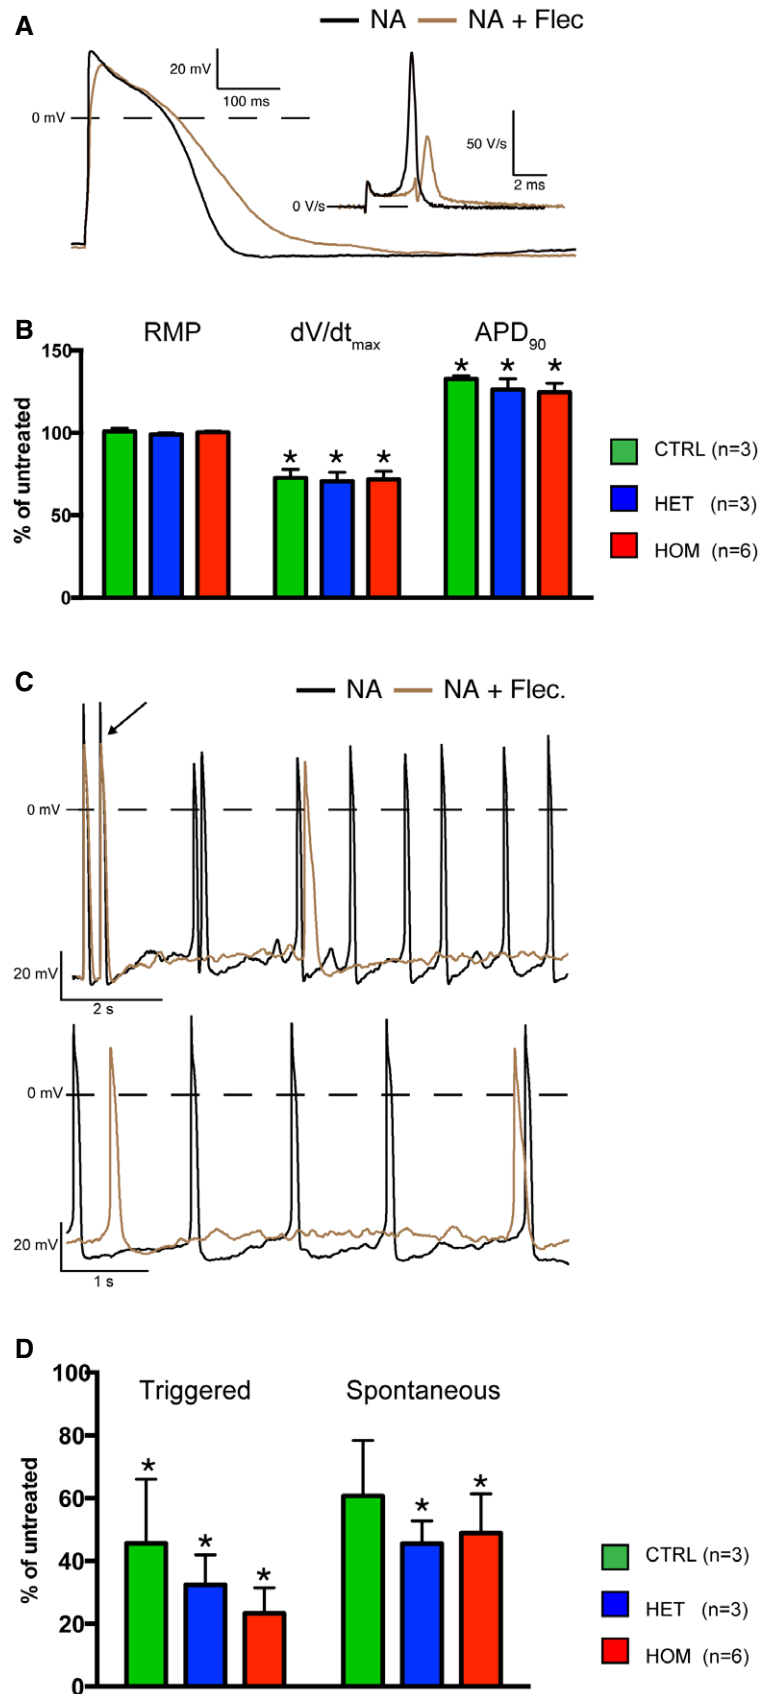 A
NA NA + Flec
20 mV
100 ms
0 mV
50 V/s
2 ms
0 V/s
B
RMP dV/dtmax APD90
150
100
50
0
% of untreated
* * * * * *
CTRL (n=3)
HET (n=3)
HOM (n=6)
C
NA NA + Flec.
0 mV
20 mV
2 s
0 mV
20 mV
1 s
D
Triggered Spontaneous
100
80
60
40
20
0
% of untreated
* * * * *
CTRL (n=3)
HET (n=3)
HOM (n=6)